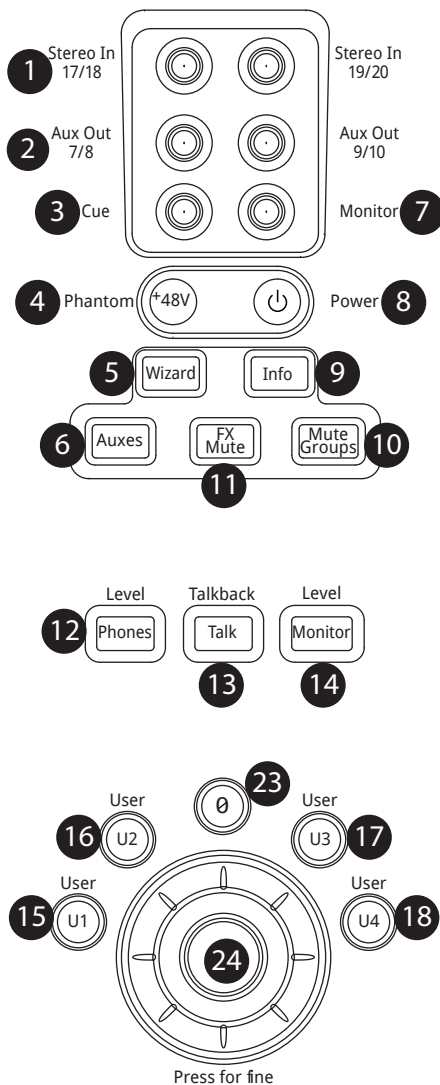 Stereo In
17/18
Stereo In
19/20
1
Aux Out
7/8
Aux Out
9/10
2
3
Cue
Monitor
7
4
Phantom
+48V
Power
8
5
Wizard
Info
9
6
Auxes
FX
Mute
Mute
Groups
10
11
Level
Talkback
Level
12
Phones
Talk
Monitor
13
14
23
User
0
User
16
U2
U3
17
User
User
15
U1
U4
18
24
Press for fine